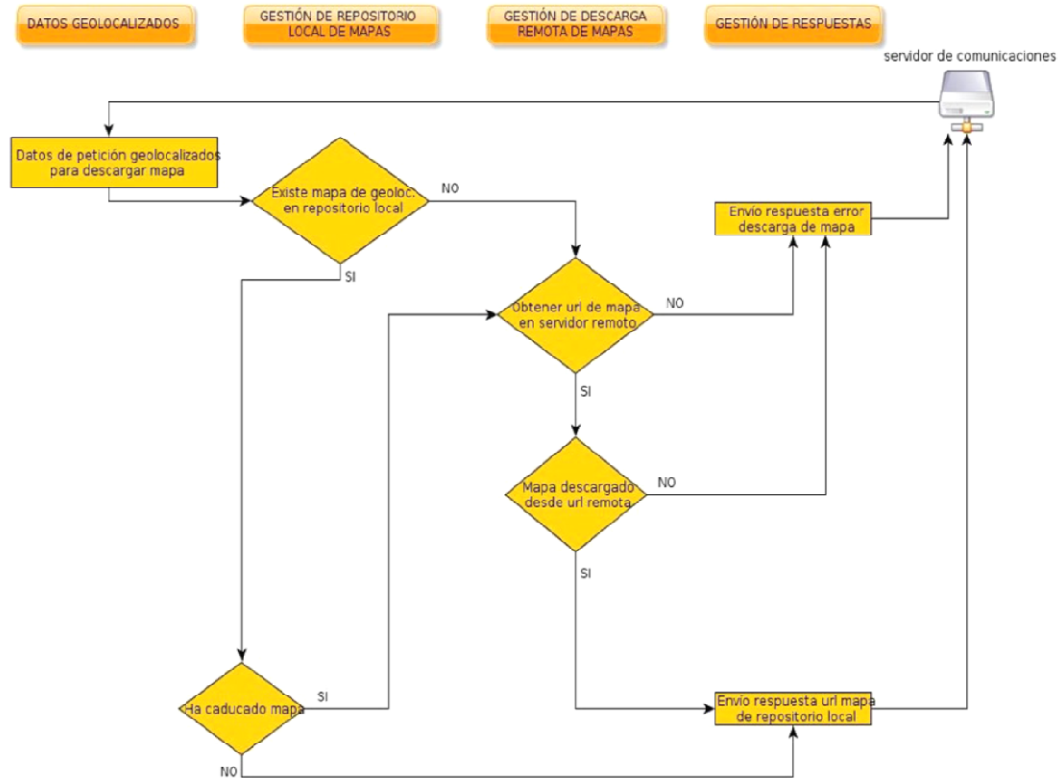 DATOS GEOLOCALIZADOS
GESTIÓN DE REPOSITORIO
LOCAL DE MAPAS
GESTIÓN DE DESCARGA
REMOTA DE MAPAS
GESTIÓN DE RESPUESTAS
servidor de comunicaciones
Datos de petición geolocalizados
para descargar mapa
Existe mapa de geoloc.
en repositorio local
NO
SI
Envío respuesta error
descarga de mapa
Obtener url de mapa
en servidor remoto
NO
SI
Mapa descargado
desde url remota
NO
SI
Ha caducado mapa
SI
NO
Envío respuesta url mapa
de repositorio local